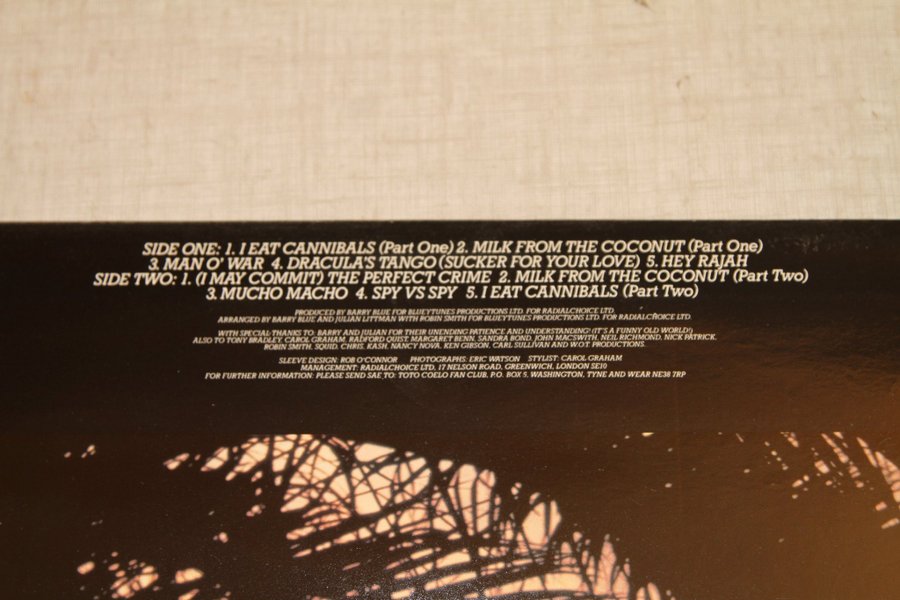 SIDE ONE: 1. I EAT CANNIBALS (Part One) 2. MILK FROM THE COCONUT (Part One)
3. MAN O' WAR 4. DRACULA'S TANGO (SUCKER FOR YOUR LOVE) 5. HEY RAJAH
SIDE TWO: 1. (I MAY COMMIT) THE PERFECT CRIME 2. MILK FROM THE COCONUT (Part Two)
3. MUCHO MACHO 4. SPY VS SPY 5. I EAT CANNIBALS (Part Two)
PRODUCED BY BARRY BLUE FOR BLUEYTUNES PRODUCTIONS LTD. FOR RADIALCHOICE LTD.
ARRANGED BY BARRY BLUE AND JULIAN LITTMAN WITH ROBIN SMITH FOR BLUEYTUNES PRODUCTIONS LTD. FOR RADIALCHOICE LTD.
WITH SPECIAL THANKS TO: BARRY AND JULIAN FOR THEIR UNENDING PATIENCE AND UNDERSTANDING! (IT'S A FUNNY OLD WORLD!)
ALSO TO TONY BRADLEY, CAROL GRAHAM, RADFORD QUIST, MARGARET BENN, SANDRA BOND, JOHN MACSWITH, NEIL RICHMOND, NICK PATRICK,
ROBIN SMITH, SQUID, CHRIS, KASH, NANCY NOVA, KEN GIBSON, CARL SULLIVAN AND W.O.T. PRODUCTIONS.
SLEEVE DESIGN: ROB O'CONNOR PHOTOGRAPHS: ERIC WATSON STYLIST: CAROL GRAHAM
MANAGEMENT: RADIALCHOICE LTD, 17 NELSON ROAD, GREENWICH, LONDON SE10
FOR FURTHER INFORMATION: PLEASE SEND SAE TO: TOTO COELO FAN CLUB, P.O. BOX 5, WASHINGTON, TYNE AND WEAR NE38 7RP